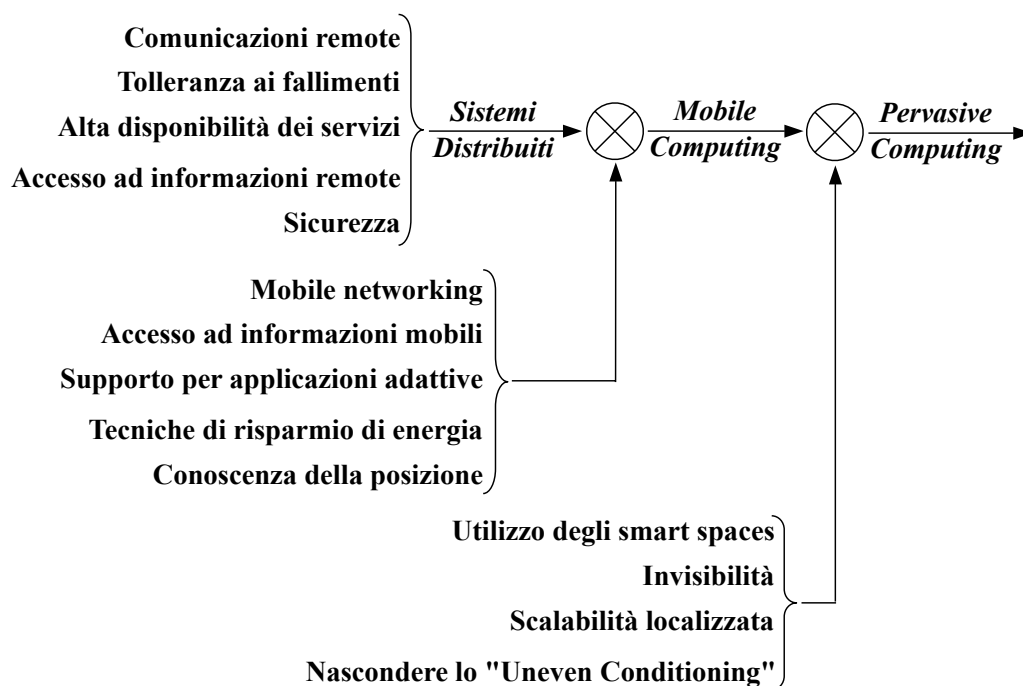 Comunicazioni remote
Tolleranza ai fallimenti
Alta disponibilità dei servizi
Accesso ad informazioni remote
Sicurezza
Sistemi
Distribuiti
Mobile
Computing
Pervasive
Computing
Mobile networking
Accesso ad informazioni mobili
Supporto per applicazioni adattive
Tecniche di risparmio di energia
Conoscenza della posizione
Utilizzo degli smart spaces
Invisibilità
Scalabilità localizzata
Nascondere lo "Uneven Conditioning"